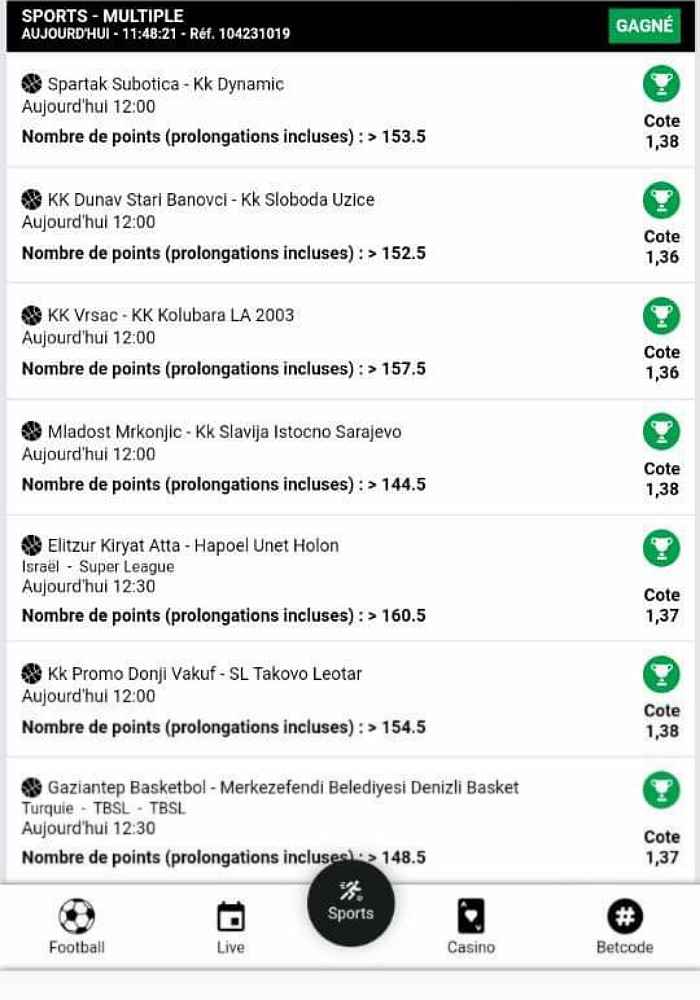 SPORTS - MULTIPLE
AUJOURD'HUI - 11:48:21 - Réf. 104231019
GAGNÉ
Spartak Subotica - Kk Dynamic
Aujourd'hui 12:00
Nombre de points (prolongations incluses) : > 153.5
Cote
1,38
KK Dunav Stari Banovci - Kk Sloboda Uzice
Aujourd'hui 12:00
Nombre de points (prolongations incluses) : > 152.5
Cote
1,36
KK Vrsac - KK Kolubara LA 2003
Aujourd'hui 12:00
Nombre de points (prolongations incluses) : > 157.5
Cote
1,36
Mladost Mrkonjic - Kk Slavija Istocno Sarajevo
Aujourd'hui 12:00
Nombre de points (prolongations incluses) : > 144.5
Cote
1,38
Elitzur Kiryat Atta - Hapoel Unet Holon
Israël - Super League
Aujourd'hui 12:30
Nombre de points (prolongations incluses) : > 160.5
Cote
1,37
Kk Promo Donji Vakuf - SL Takovo Leotar
Aujourd'hui 12:00
Nombre de points (prolongations incluses) : > 154.5
Cote
1,38
Gaziantep Basketbol - Merkezefendi Belediyesi Denizli Basket
Turquie - TBSL - TBSL
Aujourd'hui 12:30
Nombre de points (prolongations incluses) : > 148.5
Cote
1,37
Football
Live
Sports
Casino
Betcode